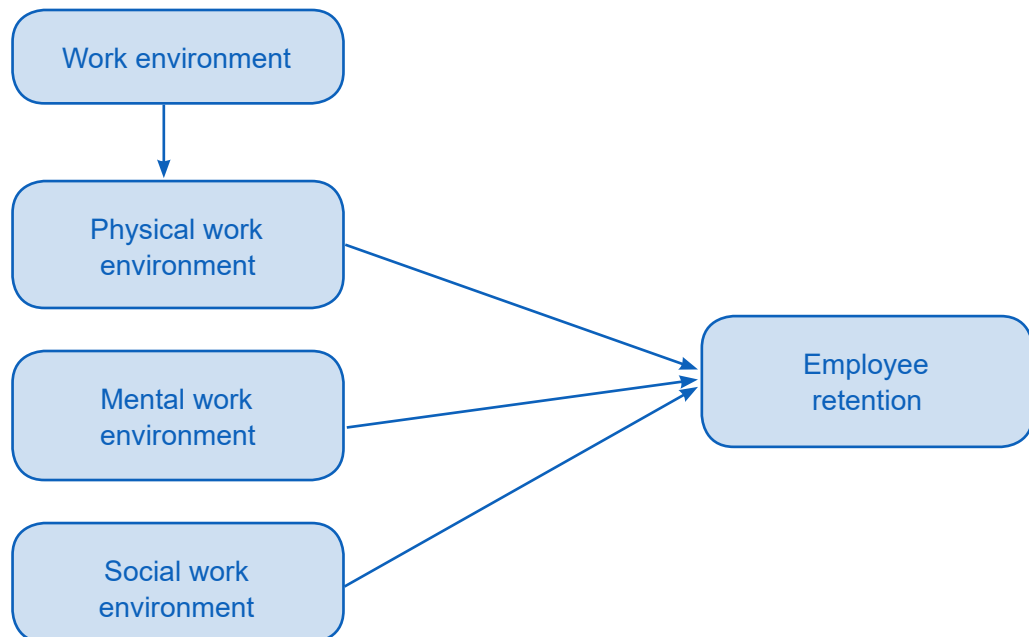 Work environment
Physical work
environment
Mental work
environment
Employee
retention
Social work
environment